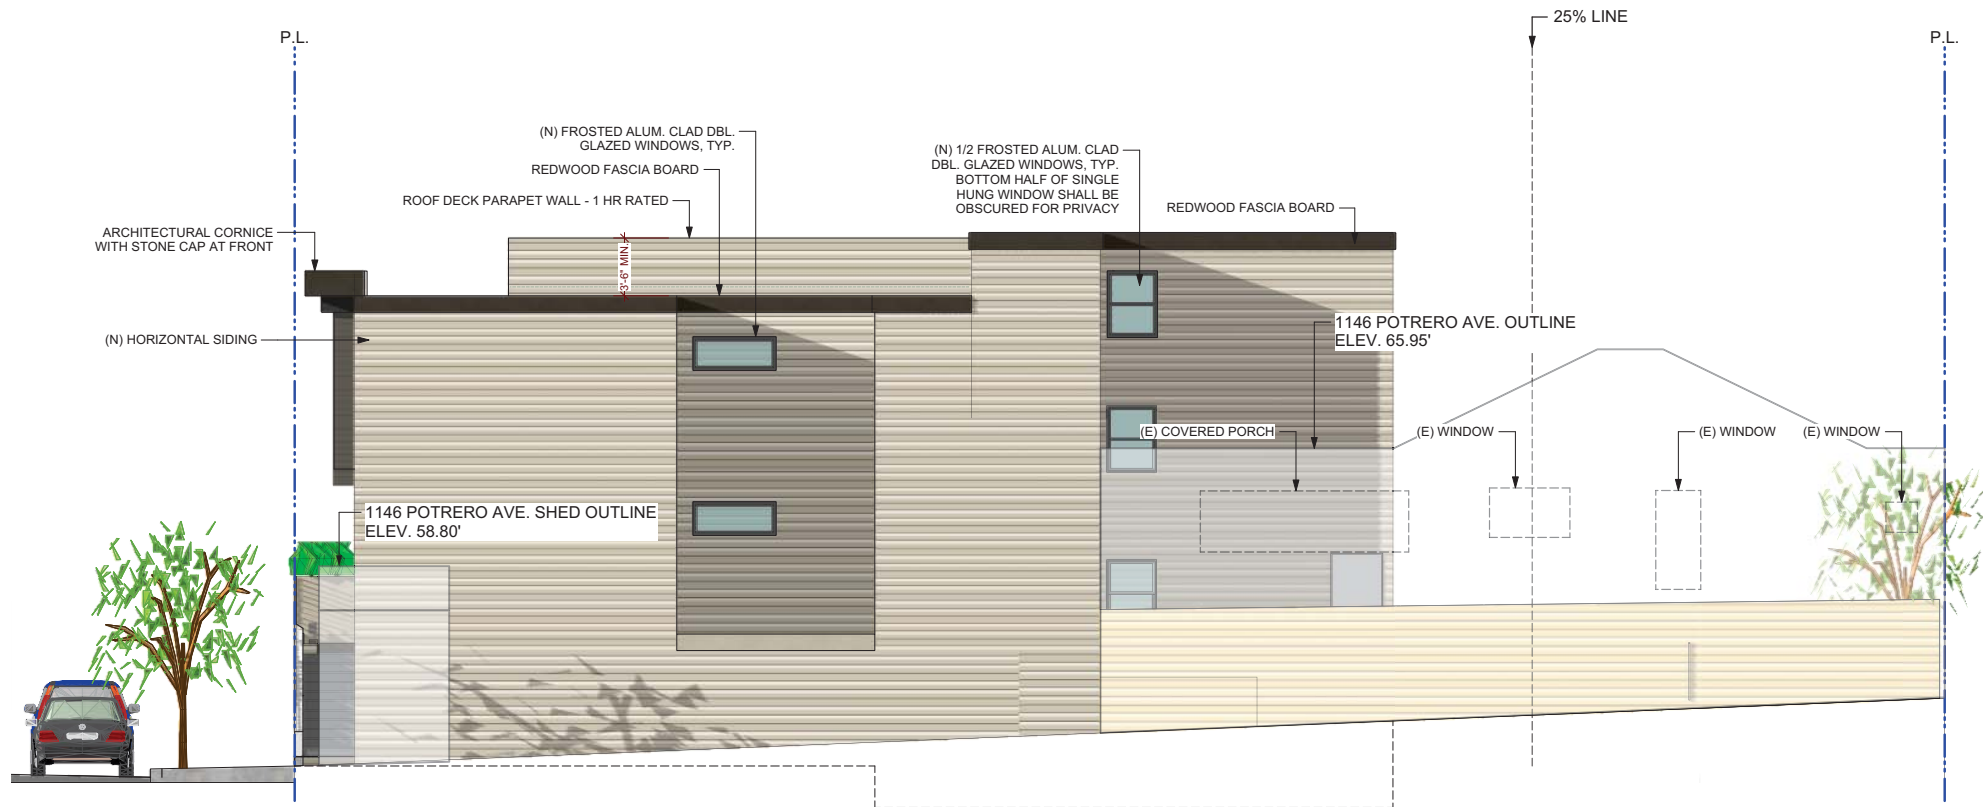 25% LINE
P.L.
P.L.
(N) FROSTED ALUM. CLAD DBL.
GLAZED WINDOWS, TYP.
REDWOOD FASCIA BOARD
ROOF DECK PARAPET WALL - 1 HR RATED
(N) 1/2 FROSTED ALUM. CLAD
DBL. GLAZED WINDOWS, TYP.
BOTTOM HALF OF SINGLE
HUNG WINDOW SHALL BE
OBSCURED FOR PRIVACY
REDWOOD FASCIA BOARD
ARCHITECTURAL CORNICE
WITH STONE CAP AT FRONT
3'-6" MIN.
(N) HORIZONTAL SIDING
1146 POTRERO AVE. OUTLINE
ELEV. 65.95'
(E) COVERED PORCH
(E) WINDOW
(E) WINDOW
(E) WINDOW
1146 POTRERO AVE. SHED OUTLINE
ELEV. 58.80'